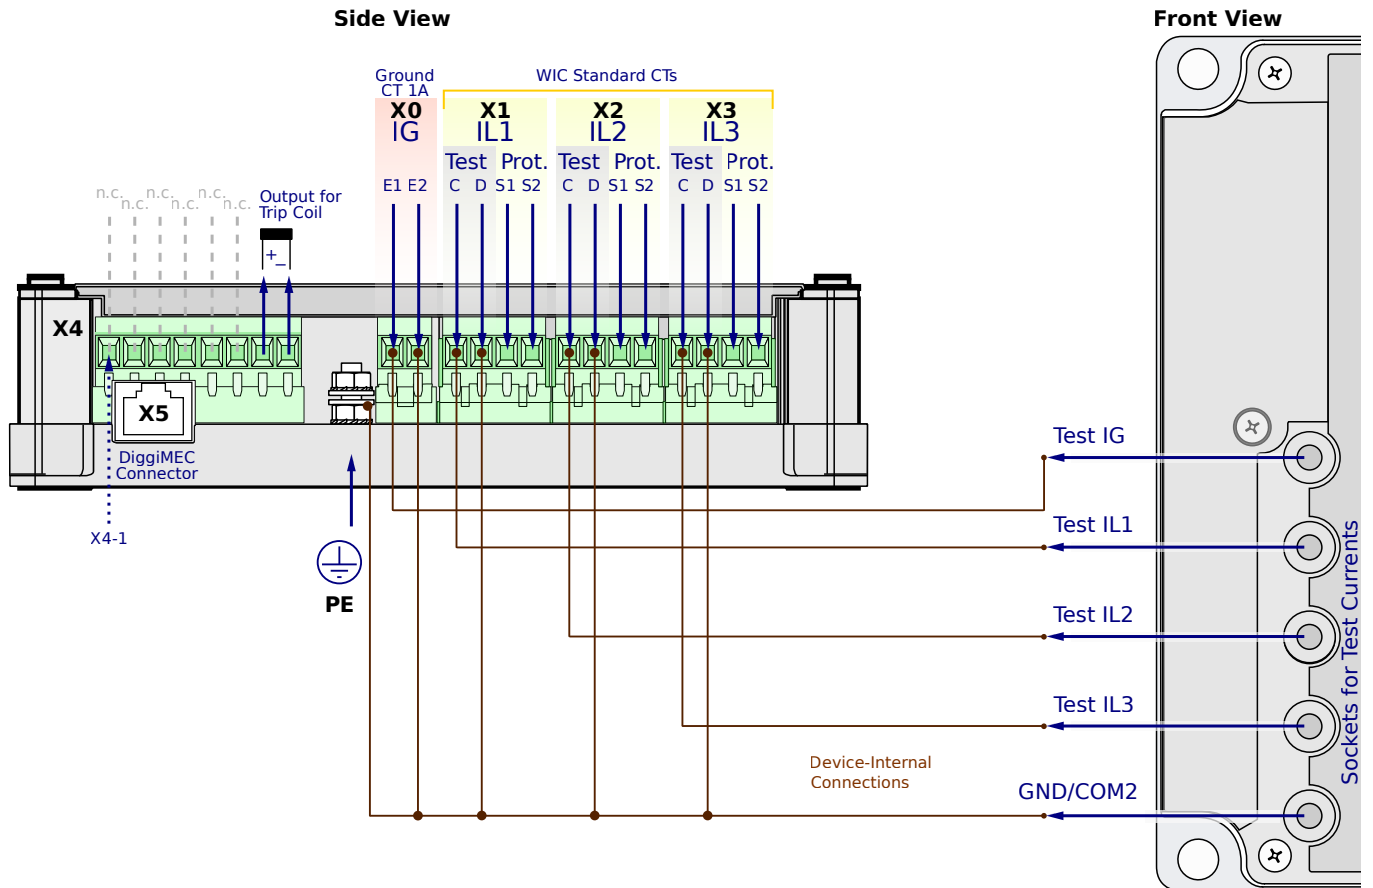 Side View
Front View
Ground
CT 1A
WIC Standard CTs
X0
X1
X2
X3
IG
IL1
IL2
IL3
Test Prot.
Test Prot.
Test Prot.
E1 E2
C D S1 S2
C D S1 S2
C D S1 S2
n.c. n.c. n.c. n.c. n.c. n.c.
Output for
Trip Coil
+ −
X4
X5
DiggiMEC
Connector
X4-1
PE
Test IG
Test IL1
Test IL2
Test IL3
GND/COM2
Device-Internal
Connections
Sockets for Test Currents